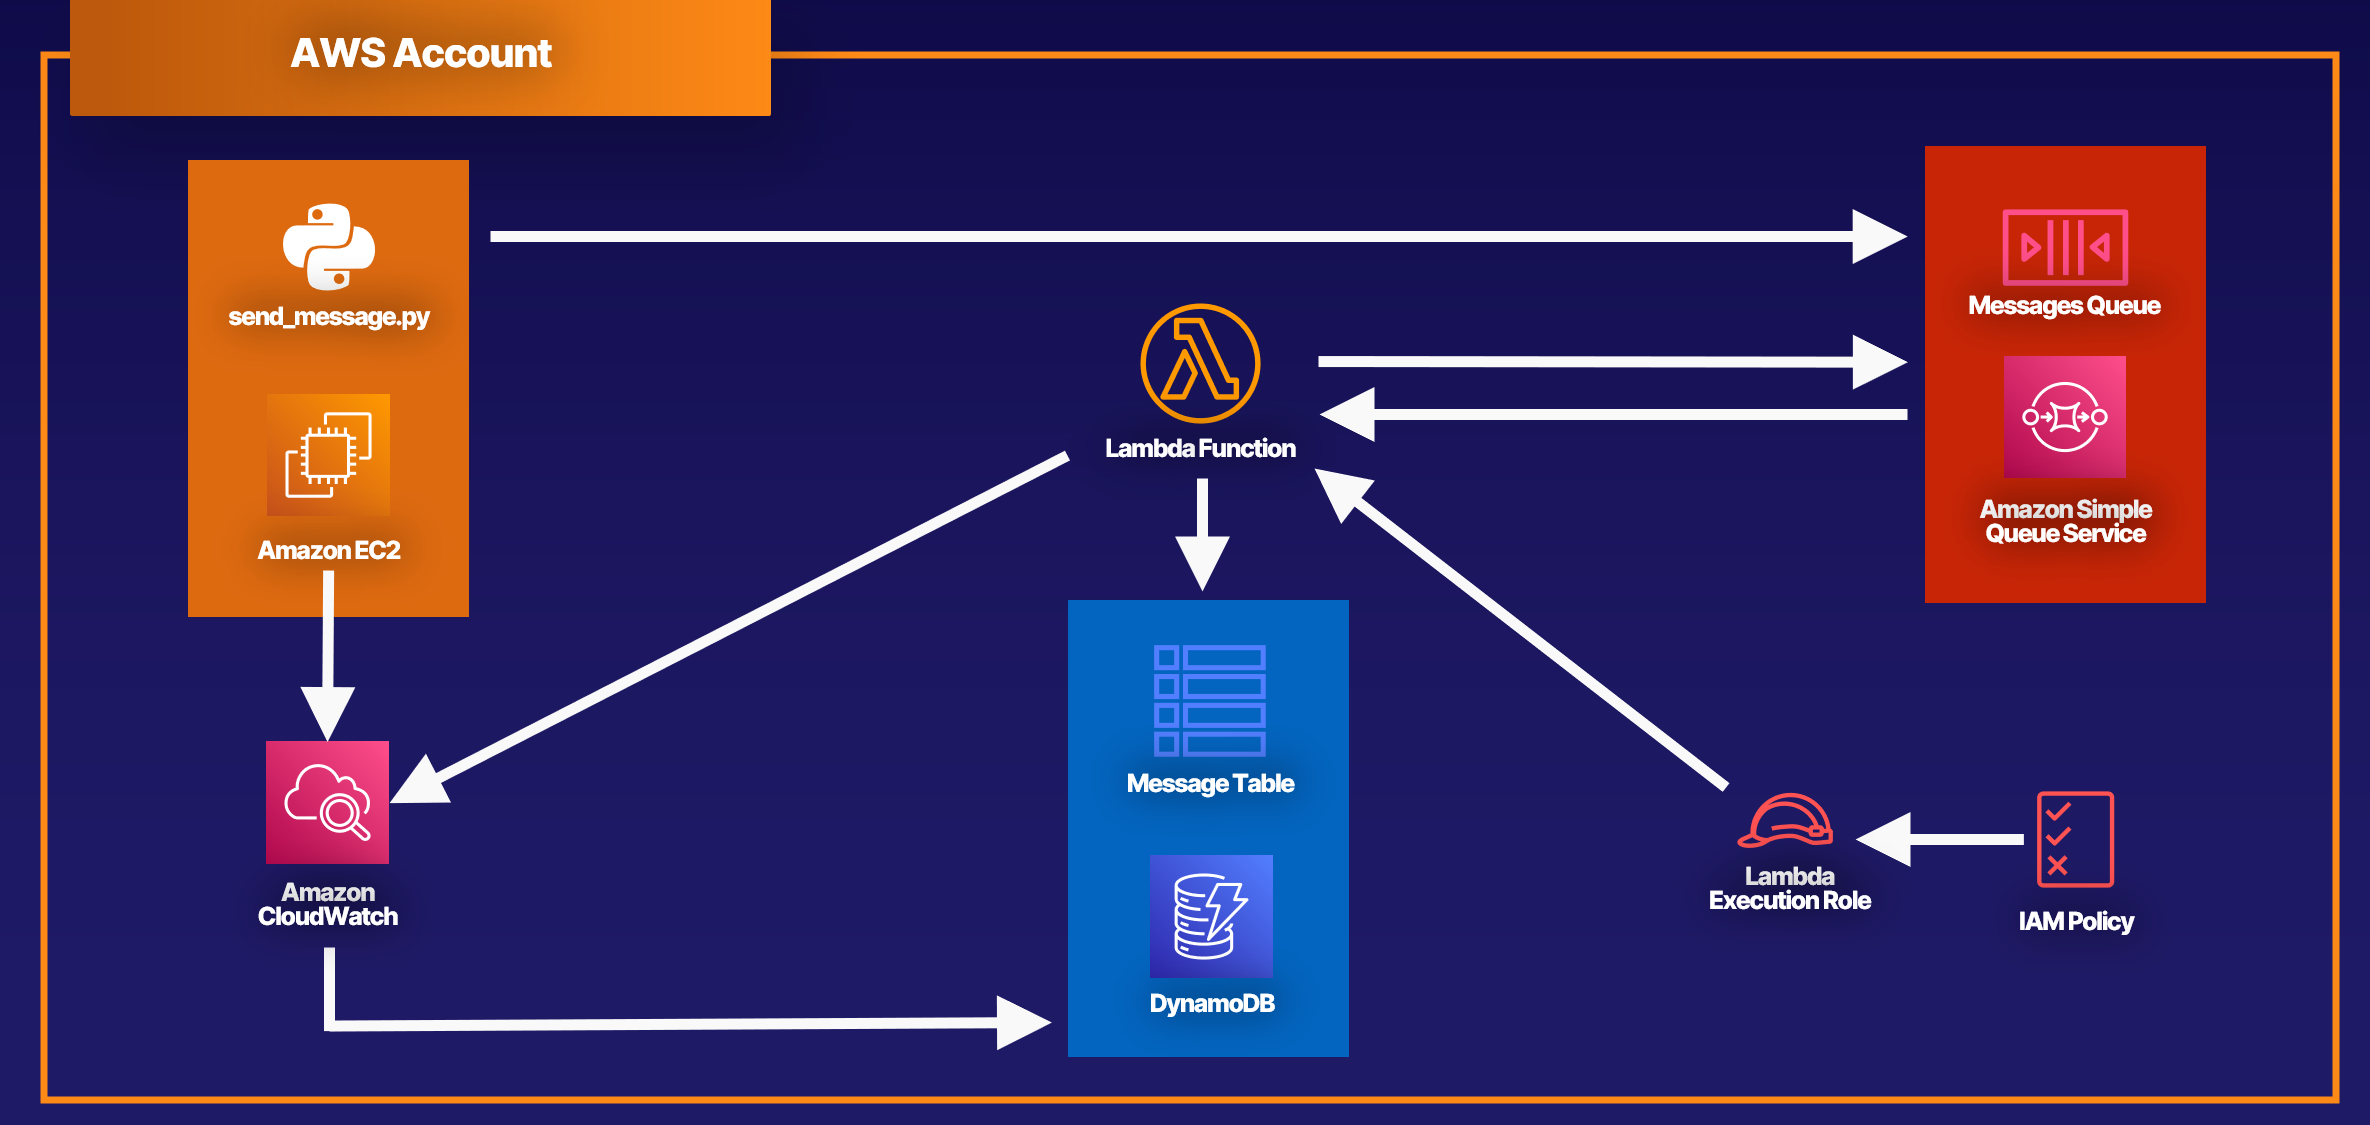 AWS Account
send_message.py
Amazon EC2
Messages Queue
Amazon Simple
Queue Service
Lambda Function
Message Table
DynamoDB
Amazon
CloudWatch
Lambda
Execution Role
IAM Policy